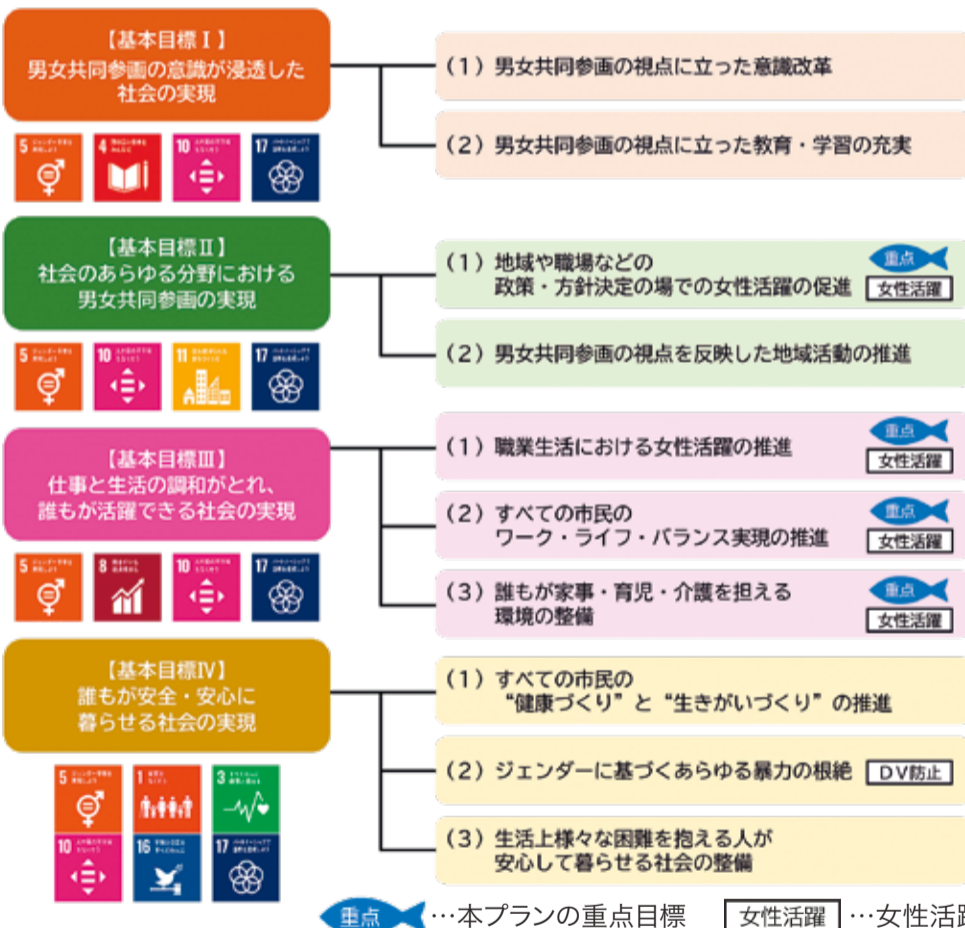 【基本目標Ⅰ】
男女共同参画の意識が浸透した
社会の実現
5
4
10
17
(1) 男女共同参画の視点に立った意識改革
(2) 男女共同参画の視点に立った教育・学習の充実
【基本目標Ⅱ】
社会のあらゆる分野における
男女共同参画の実現
5
10
11
17
(1) 地域や職場などの
政策・方針決定の場での女性活躍の促進
重点
女性活躍
(2) 男女共同参画の視点を反映した地域活動の推進
【基本目標Ⅲ】
仕事と生活の調和がとれ、
誰もが活躍できる社会の実現
5
8
10
17
(1) 職業生活における女性活躍の推進
重点
女性活躍
(2) すべての市民の
ワーク・ライフ・バランス実現の推進
重点
女性活躍
(3) 誰もが家事・育児・介護を担える
環境の整備
重点
女性活躍
【基本目標Ⅳ】
誰もが安全・安心に
暮らせる社会の実現
5
1
3
10
16
17
(1) すべての市民の
“健康づくり”と“生きがいづくり”の推進
(2) ジェンダーに基づくあらゆる暴力の根絶 DV防止
(3) 生活上様々な困難を抱える人が
安心して暮らせる社会の整備
重点 …本プランの重点目標 女性活躍 …女性活